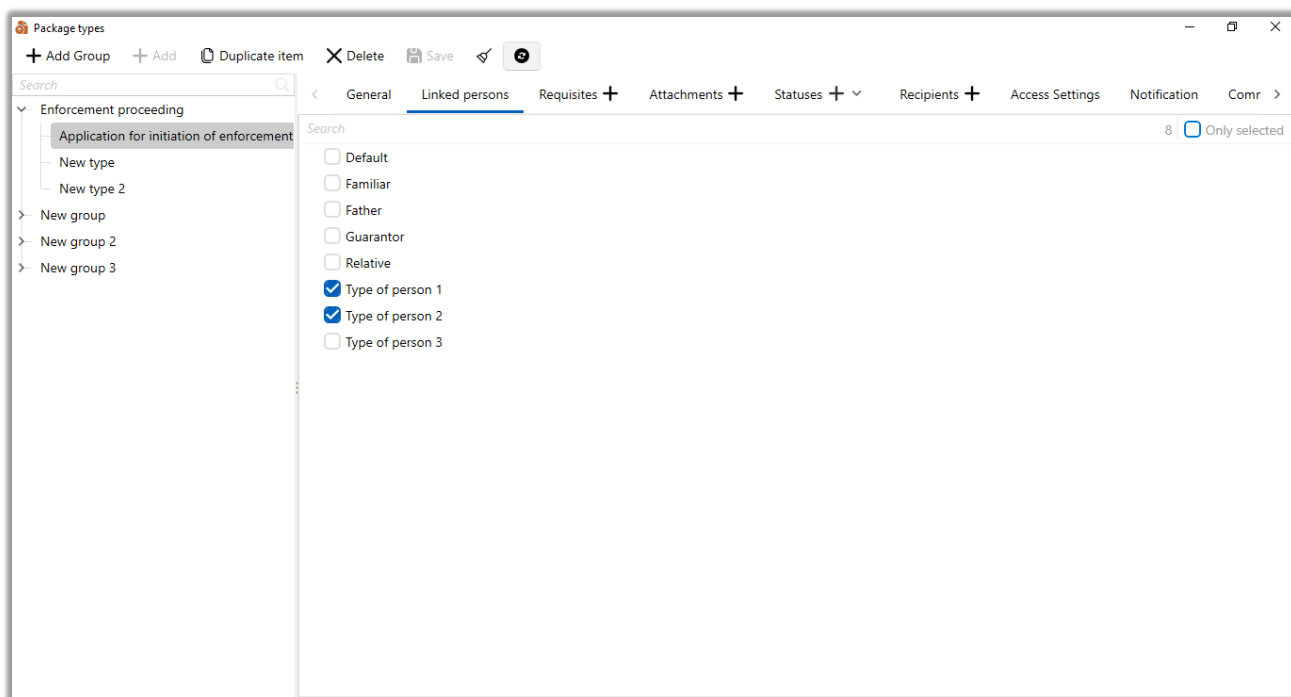 Package types
Add Group Add Duplicate item Delete Save
Search
General Linked persons Requisites Attachments Statuses Recipients Access Settings Notification Comr
Enforcement proceeding
Application for initiation of enforcement
New type
New type 2
New group
New group 2
New group 3
Search 8 Only selected
Default
Familiar
Father
Guarantor
Relative
Type of person 1
Type of person 2
Type of person 3